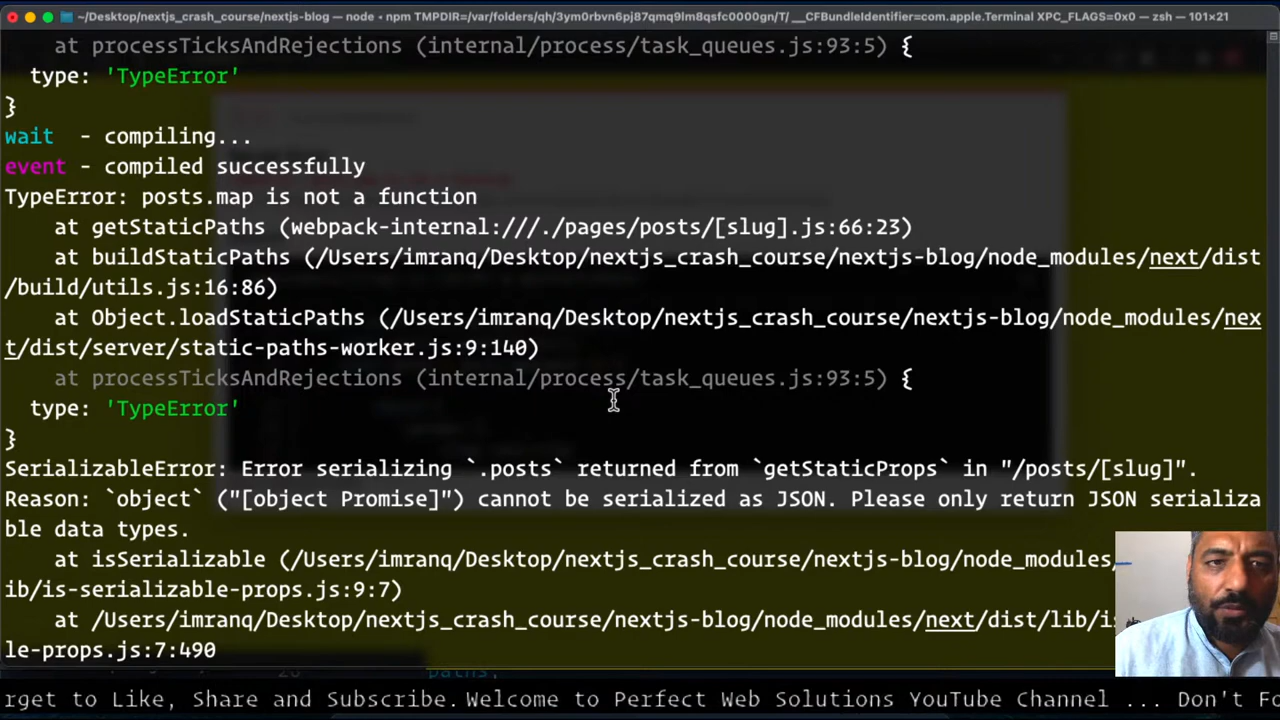 ~/Desktop/nextjs_crash_course/nextjs-blog — node ◂ npm TMPDIR=/var/folders/qh/3ym0rbvn6pj87qmq9lm8qsfc0000gn/T/ __CFBundleIdentifier=com.apple.Terminal XPC_FLAGS=0x0 — zsh — 101×21
at processTicksAndRejections (internal/process/task_queues.js:93:5) {
type: 'TypeError'
}
wait - compiling...
event - compiled successfully
TypeError: posts.map is not a function
at getStaticPaths (webpack-internal:///./pages/posts/[slug].js:66:23)
at buildStaticPaths (/Users/imranq/Desktop/nextjs_crash_course/nextjs-blog/node_modules/next/dist
/build/utils.js:16:86)
at Object.loadStaticPaths (/Users/imranq/Desktop/nextjs_crash_course/nextjs-blog/node_modules/nex
t/dist/server/static-paths-worker.js:9:140)
at processTicksAndRejections (internal/process/task_queues.js:93:5) {
type: 'TypeError'
}
SerializableError: Error serializing `.posts` returned from `getStaticProps` in "/posts/[slug]".
Reason: `object` ("[object Promise]") cannot be serialized as JSON. Please only return JSON serializa
ble data types.
at isSerializable (/Users/imranq/Desktop/nextjs_crash_course/nextjs-blog/node_modules/
ib/is-serializable-props.js:9:7)
at /Users/imranq/Desktop/nextjs_crash_course/nextjs-blog/node_modules/next/dist/lib/i
le-props.js:7:490
paths,
rget to Like, Share and Subscribe. Welcome to Perfect Web Solutions YouTube Channel ... Don't Fo